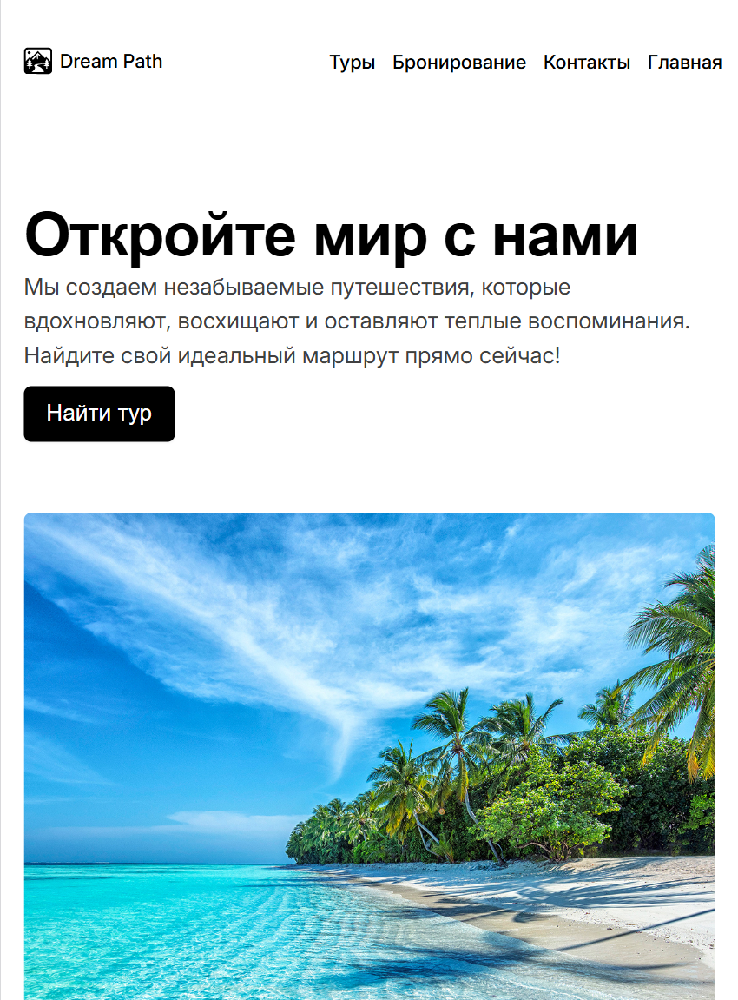 Dream Path
Туры Бронирование Контакты Главная
Откройте мир с нами
Мы создаем незабываемые путешествия, которые
вдохновляют, восхищают и оставляют теплые воспоминания.
Найдите свой идеальный маршрут прямо сейчас!
Найти тур